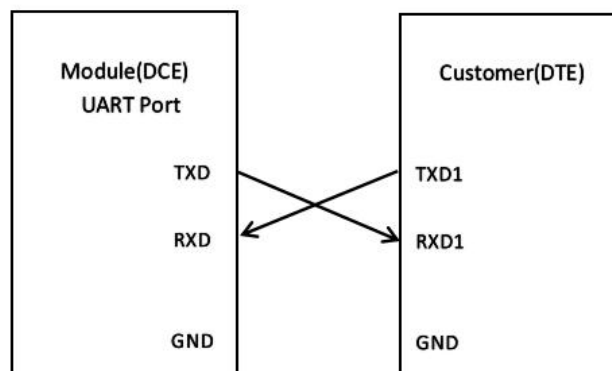 Module(DCE)
UART Port
TXD
RXD
GND
Customer(DTE)
TXD1
RXD1
GND